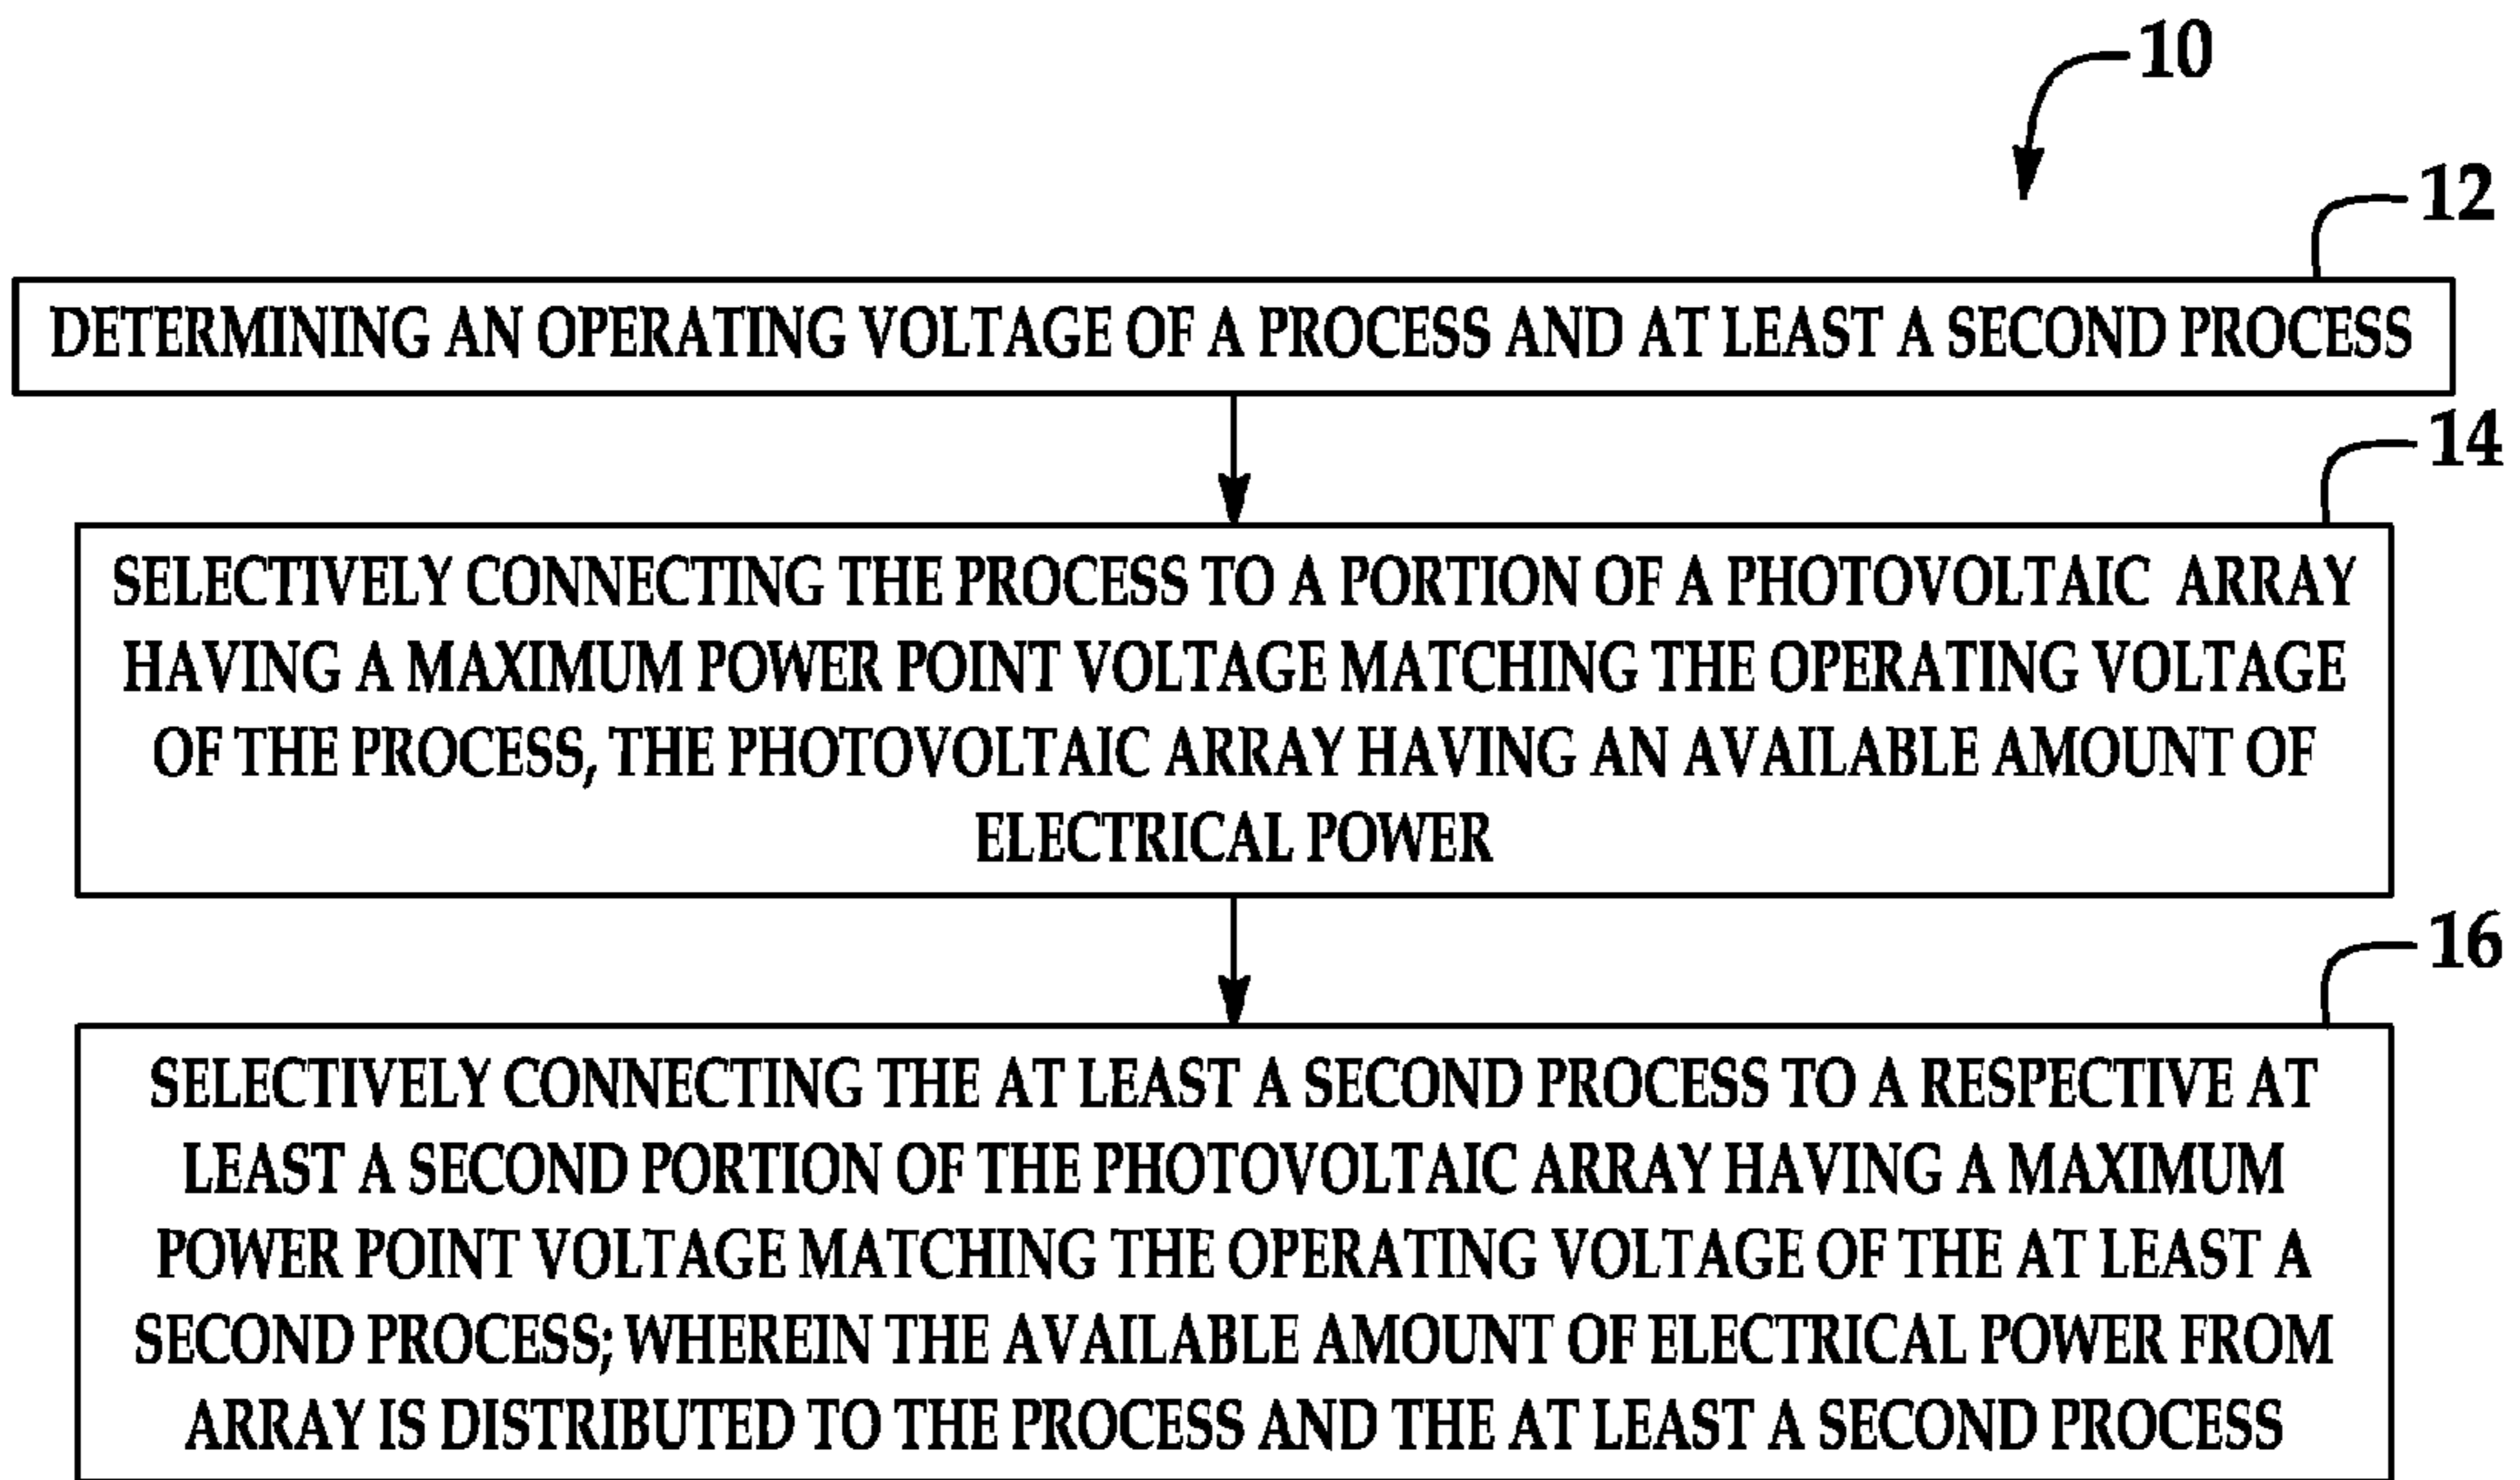 10
12
DETERMINING AN OPERATING VOLTAGE OF A PROCESS AND AT LEAST A SECOND PROCESS
14
SELECTIVELY CONNECTING THE PROCESS TO A PORTION OF A PHOTOVOLTAIC ARRAY
HAVING A MAXIMUM POWER POINT VOLTAGE MATCHING THE OPERATING VOLTAGE
OF THE PROCESS, THE PHOTOVOLTAIC ARRAY HAVING AN AVAILABLE AMOUNT OF
ELECTRICAL POWER
16
SELECTIVELY CONNECTING THE AT LEAST A SECOND PROCESS TO A RESPECTIVE AT
LEAST A SECOND PORTION OF THE PHOTOVOLTAIC ARRAY HAVING A MAXIMUM
POWER POINT VOLTAGE MATCHING THE OPERATING VOLTAGE OF THE AT LEAST A
SECOND PROCESS; WHEREIN THE AVAILABLE AMOUNT OF ELECTRICAL POWER FROM
ARRAY IS DISTRIBUTED TO THE PROCESS AND THE AT LEAST A SECOND PROCESS